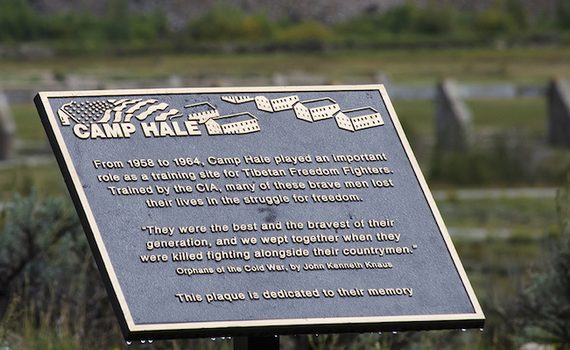 CAMP HALE
From 1958 to 1964, Camp Hale played an important
role as a training site for Tibetan Freedom Fighters.
Trained by the CIA, many of these brave men lost
their lives in the struggle for freedom.
"They were the best and the bravest of their
generation, and we wept together when they
were killed fighting alongside their countrymen."
Orphans of the Cold War, by John Kenneth Knaus
This plaque is dedicated to their memory